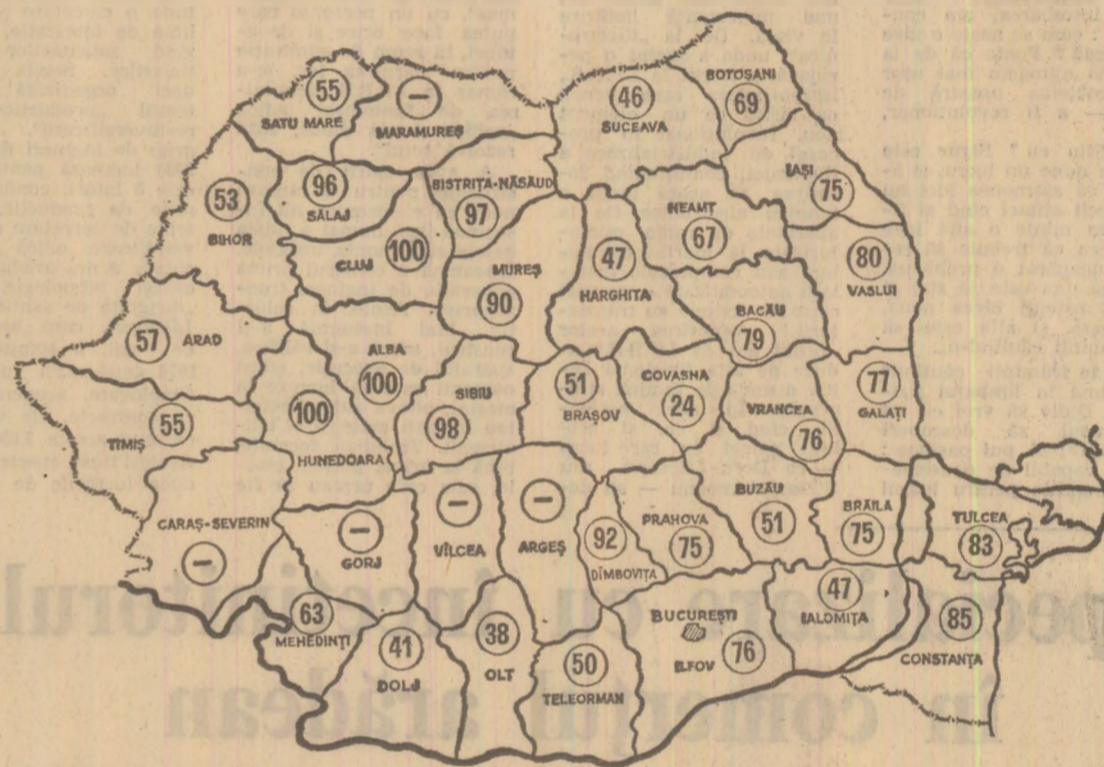 55
SATU MARE
—
MARAMUREȘ
46
SUCEAVA
BOTOȘANI
69
53
BIHOR
96
SĂLAJ
BISTRIȚA-NĂSĂUD
97
IAȘI
75
CLUJ
100
MUREȘ
90
47
HARGHITA
NEAMȚ
67
80
VASLUI
BACĂU
79
57
ARAD
ALBA
100
SIBIU
98
51
BRAȘOV
COVASNA
24
VRANCEA
76
77
GALAȚI
55
TIMIȘ
100
HUNEDOARA
CARAȘ-SEVERIN
—
—
GORJ
—
VÎLCEA
—
ARGEȘ
92
DÎMBOVIȚA
PRAHOVA
75
BUZĂU
51
BRĂILA
75
TULCEA
83
63
MEHEDINȚI
41
DOLJ
38
OLT
50
TELEORMAN
BUCUREȘTI
ILFOV
76
47
IALOMIȚA
85
CONSTANȚA